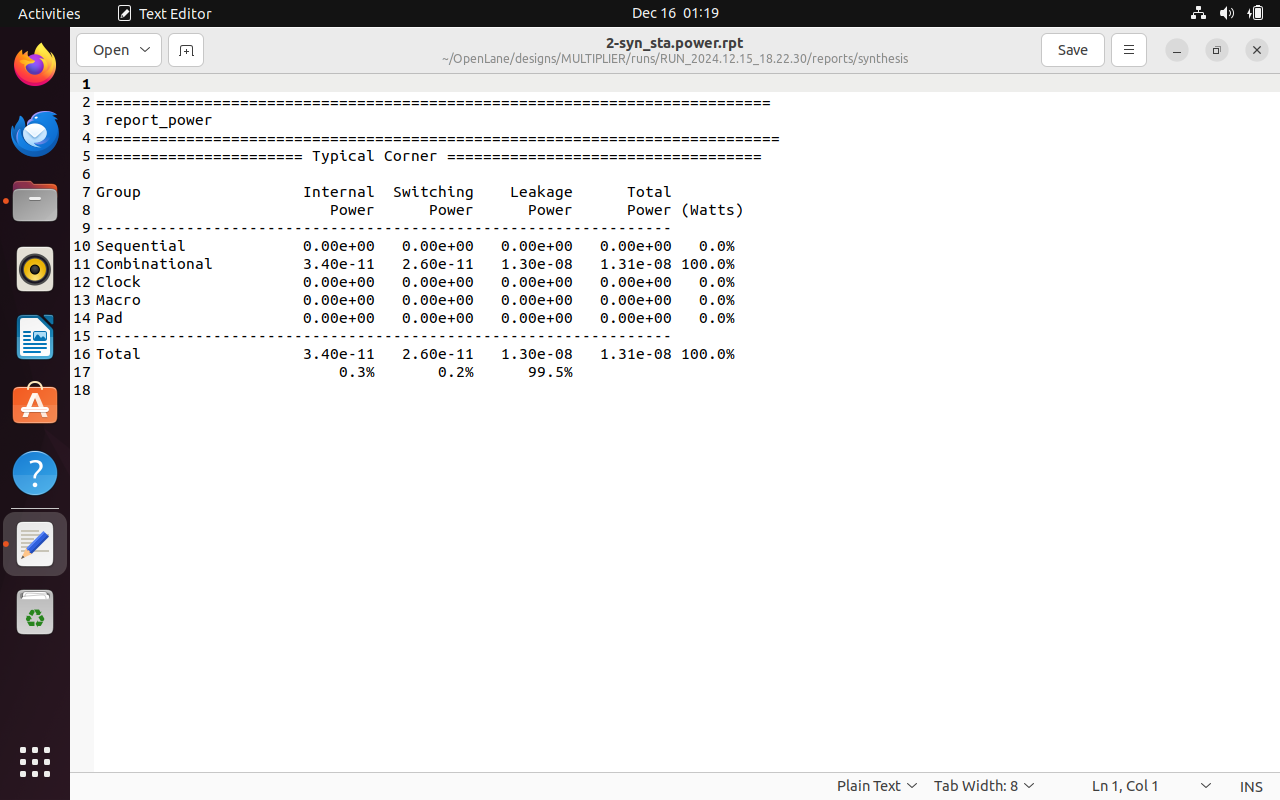 Activities Text Editor Dec 16 01:19
Open 2-syn_sta.power.rpt Save
~/OpenLane/designs/MULTIPLIER/runs/RUN_2024.12.15_18.22.30/reports/synthesis
1
2 ===========================================================================
3  report_power
4 ============================================================================
5 ======================= Typical Corner ===================================
6
7 Group                  Internal  Switching    Leakage      Total
8                           Power      Power      Power      Power (Watts)
9 ----------------------------------------------------------------
10 Sequential             0.00e+00   0.00e+00   0.00e+00   0.00e+00   0.0%
11 Combinational          3.40e-11   2.60e-11   1.30e-08   1.31e-08 100.0%
12 Clock                  0.00e+00   0.00e+00   0.00e+00   0.00e+00   0.0%
13 Macro                  0.00e+00   0.00e+00   0.00e+00   0.00e+00   0.0%
14 Pad                    0.00e+00   0.00e+00   0.00e+00   0.00e+00   0.0%
15 ----------------------------------------------------------------
16 Total                  3.40e-11   2.60e-11   1.30e-08   1.31e-08 100.0%
17                            0.3%       0.2%      99.5%
18
Plain Text Tab Width: 8 Ln 1, Col 1 INS